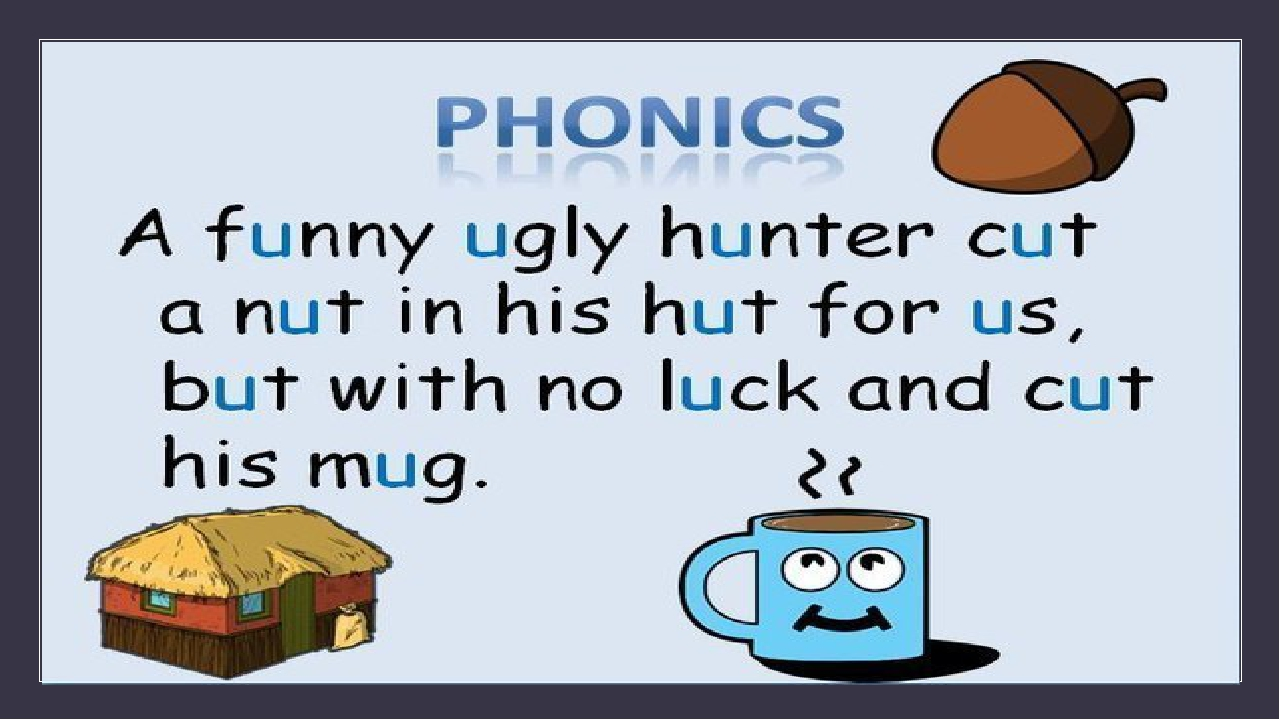 PHONICS
A funny ugly hunter cut
a nut in his hut for us,
but with no luck and cut
his mug.